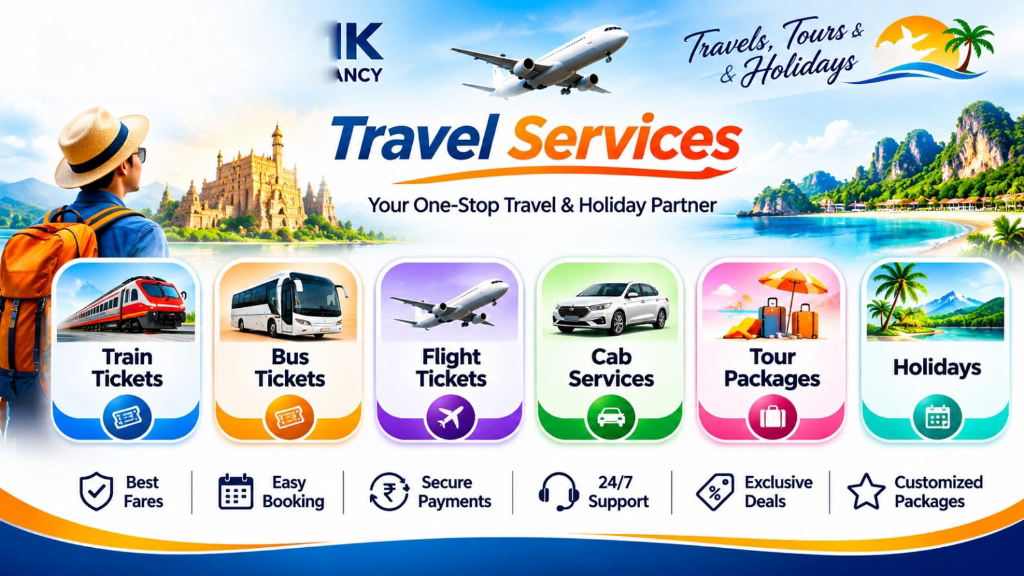 IK
ANCY
Travels, Tours &
& Holidays
Travel Services
Your One-Stop Travel & Holiday Partner
Train
Tickets
Bus
Tickets
Flight
Tickets
Cab
Services
Tour
Packages
Holidays
Best
Fares
Easy
Booking
₹
Secure
Payments
24/7
Support
%
Exclusive
Deals
Customized
Packages